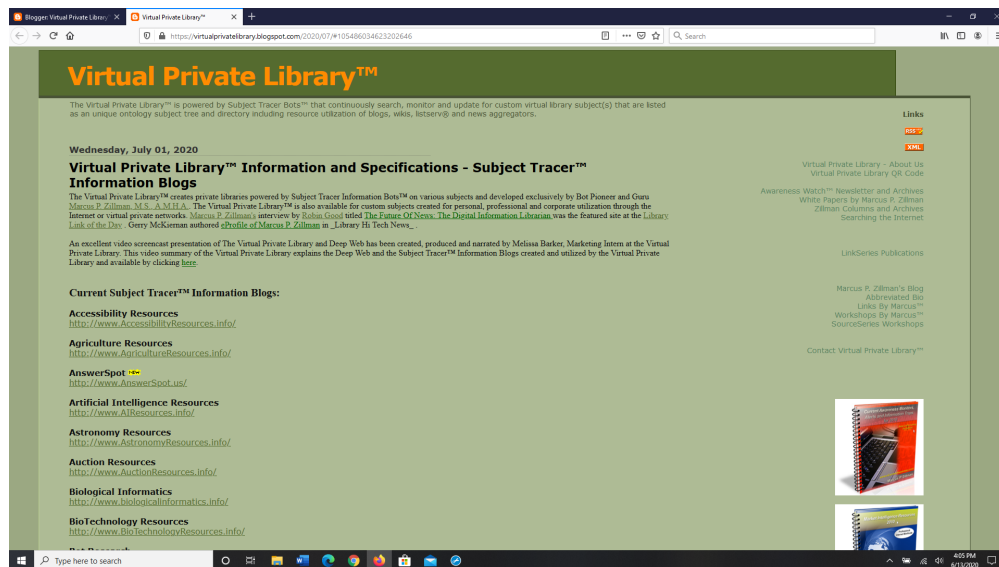 Blogger: Virtual Private Library
Virtual Private Library™
https://virtualprivatelibrary.blogspot.com/2020/07/#105486034623202646
Search
Virtual Private Library™
The Virtual Private Library™ is powered by Subject Tracer Bots™ that continuously search, monitor and update for custom virtual library subject(s) that are listed
as an unique ontology subject tree and directory including resource utilization of blogs, wikis, listserv® and news aggregators.
Wednesday, July 01, 2020
Virtual Private Library™ Information and Specifications - Subject Tracer™
Information Blogs
The Virtual Private Library™ creates private libraries powered by Subject Tracer Information Bots™ on various subjects and developed exclusively by Bot Pioneer and Guru
Marcus P. Zillman, M.S., A.M.H.A.. The Virtual Private Library™ is also available for custom subjects created for personal, professional and corporate utilization through the
Internet or virtual private networks. Marcus P. Zillman's interview by Robin Good titled The Future Of News: The Digital Information Librarian was the featured site at the Library
Link of the Day . Gerry McKiernan authored eProfile of Marcus P. Zillman in _Library Hi Tech News_ .
An excellent video screencast presentation of The Virtual Private Library and Deep Web has been created, produced and narrated by Melissa Barker, Marketing Intern at the Virtual
Private Library. This video summary of the Virtual Private Library explains the Deep Web and the Subject Tracer™ Information Blogs created and utilized by the Virtual Private
Library and available by clicking here.
Current Subject Tracer™ Information Blogs:
Accessibility Resources
http://www.AccessibilityResources.info/
Agriculture Resources
http://www.AgricultureResources.info/
AnswerSpot NEW
http://www.AnswerSpot.us/
Artificial Intelligence Resources
http://www.AIResources.info/
Astronomy Resources
http://www.AstronomyResources.info/
Auction Resources
http://www.AuctionResources.info/
Biological Informatics
http://www.biologicalinformatics.info/
BioTechnology Resources
http://www.BioTechnologyResources.info/
Bot Research
Links
RSS
XML
Virtual Private Library - About Us
Virtual Private Library QR Code
Awareness Watch™ Newsletter and Archives
White Papers by Marcus P. Zillman
Zillman Columns and Archives
Searching the Internet
LinkSeries Publications
Marcus P. Zillman's Blog
Abbreviated Bio
Links By Marcus™
Workshops By Marcus™
SourceSeries Workshops
Contact Virtual Private Library™
Type here to search
4:05 PM
6/13/2020